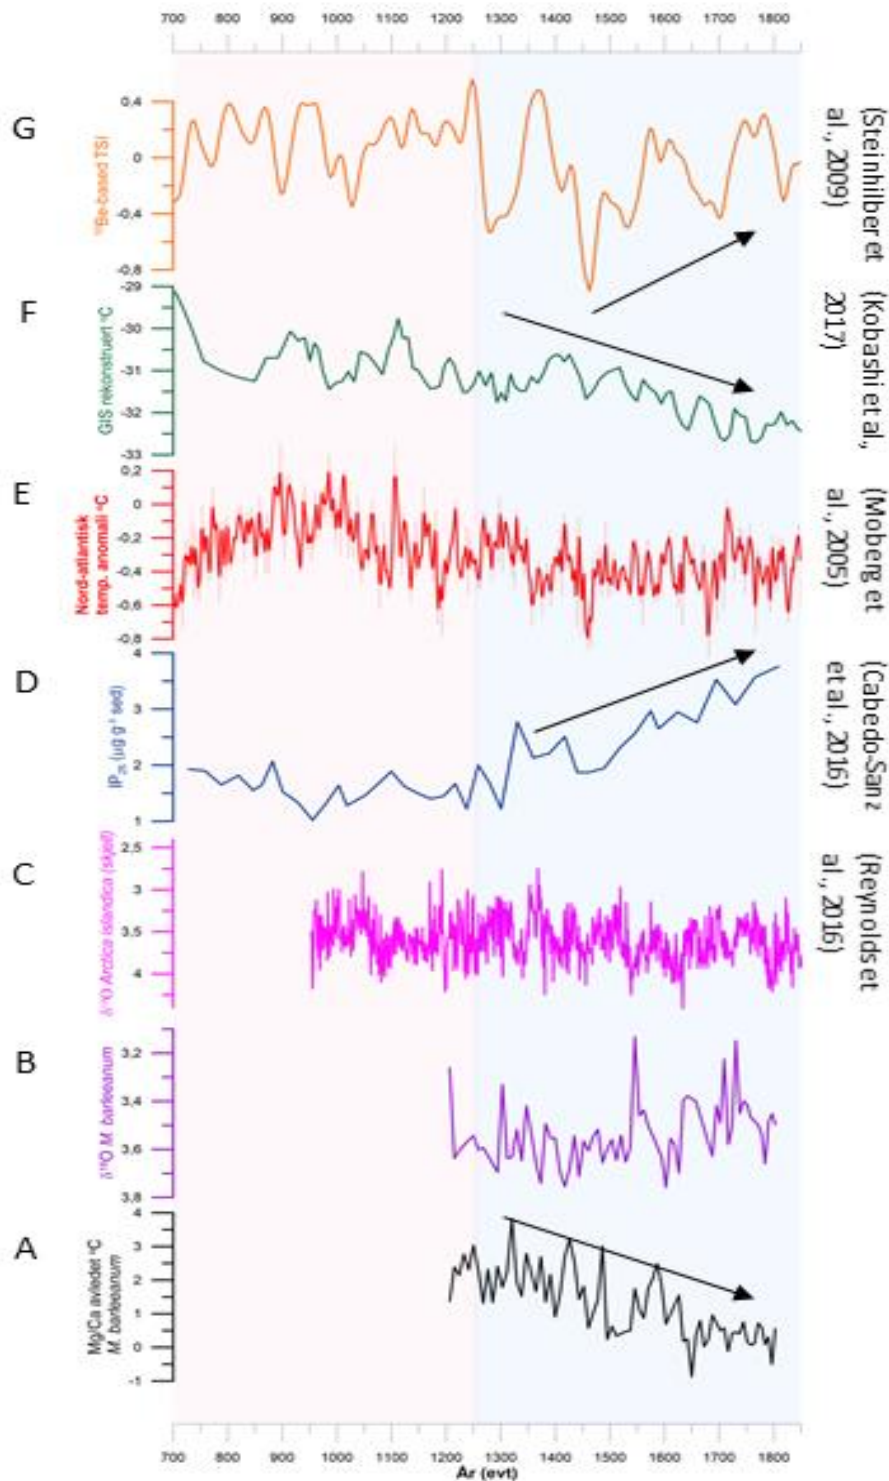 700 800 900 1000 1100 1200 1300 1400 1500 1600 1700 1800
G
0,4
0
-0,4
-0,8
¹⁰Be-based TSI
(Steinhilber et
al., 2009)
F
-29
-30
-31
-32
-33
GIS rekonstruert °C
(Kobashi et al.,
2017)
E
0,2
0
-0,2
-0,4
-0,6
-0,8
Nord-atlantisk
temp. anomali °C
(Moberg et
al., 2005)
D
4
3
2
1
IP₂₅ (µg g⁻¹ sed)
(Cabedo-Sanz
et al., 2016)
C
2,5
3
3,5
4
δ¹⁸O Arctica islandica (skjell)
(Reynolds et
al., 2016)
B
3,2
3,4
3,6
3,8
δ¹⁸O M. barleeanum
A
4
3
2
1
0
-1
Mg/Ca avledet °C
M. barleeanum
700 800 900 1000 1100 1200 1300 1400 1500 1600 1700 1800
År (evt)